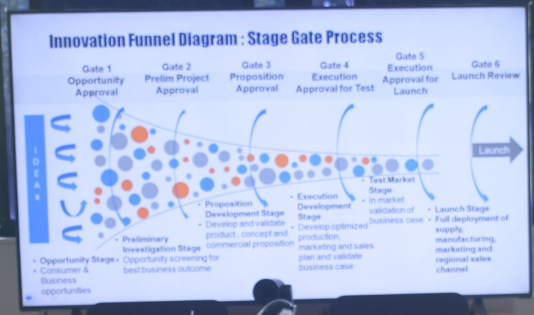 Innovation Funnel Diagram : Stage Gate Process
Gate 1
Opportunity
Approval
Gate 2
Prelim Project
Approval
Gate 3
Proposition
Approval
Gate 4
Execution
Approval for Test
Gate 5
Execution
Approval for
Launch
Gate 6
Launch Review
IDEA
Launch
• Opportunity Stage
• Consumer &
Business
opportunities
• Preliminary
Investigation Stage
• Opportunity screening for
best business outcome
• Proposition
Development Stage
• Develop and validate
product , concept and
commercial proposition
• Execution
Development
Stage
• Develop optimized
production,
marketing and sales
plan and validate
business case
• Test Market
Stage
• In market
validation of
business case
• Launch Stage
• Full deployment of
supply,
manufacturing,
marketing and
regional sales
channel